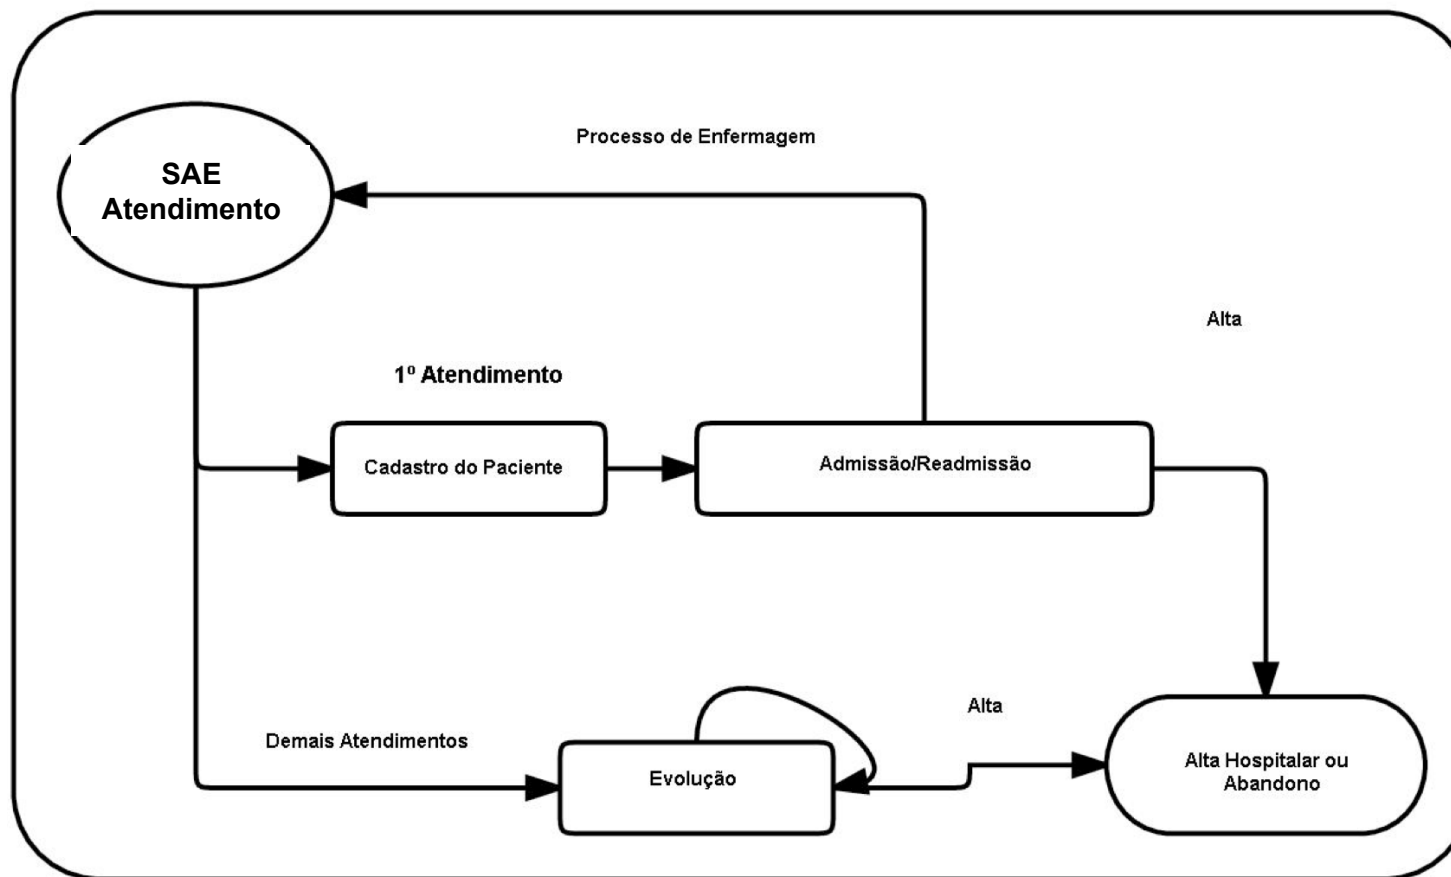 Processo de Enfermagem
SAE
Atendimento
Alta
1º Atendimento
Cadastro do Paciente
Admissão/Readmissão
Demais Atendimentos
Evolução
Alta
Alta Hospitalar ou
Abandono